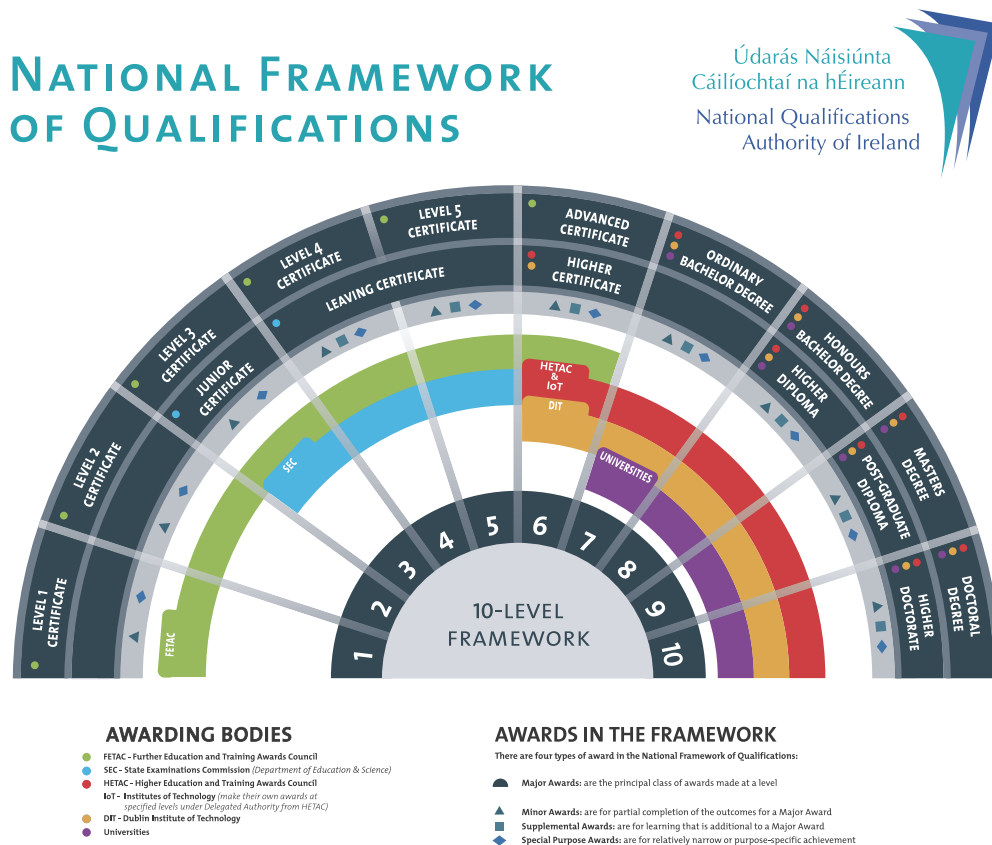 NATIONAL FRAMEWORK
OF QUALIFICATIONS
Údarás Náisiúnta
Cáilíochtaí na hÉireann
National Qualifications
Authority of Ireland
LEVEL 1
CERTIFICATE
LEVEL 2
CERTIFICATE
LEVEL 3
CERTIFICATE
JUNIOR
CERTIFICATE
LEVEL 4
CERTIFICATE
LEVEL 5
CERTIFICATE
LEAVING CERTIFICATE
ADVANCED
CERTIFICATE
HIGHER
CERTIFICATE
ORDINARY
BACHELOR DEGREE
HONOURS
BACHELOR DEGREE
HIGHER
DIPLOMA
MASTERS
DEGREE
POST-GRADUATE
DIPLOMA
DOCTORAL
DEGREE
HIGHER
DOCTORATE
FETAC
SEC
HETAC
&
IoT
DIT
UNIVERSITIES
1
2
3
4
5
6
7
8
9
10
10-LEVEL
FRAMEWORK
AWARDING BODIES
FETAC - Further Education and Training Awards Council
SEC - State Examinations Commission (Department of Education & Science)
HETAC - Higher Education and Training Awards Council
IoT - Institutes of Technology (make their own awards at
specified levels under Delegated Authority from HETAC)
DIT - Dublin Institute of Technology
Universities
AWARDS IN THE FRAMEWORK
There are four types of award in the National Framework of Qualifications:
Major Awards: are the principal class of awards made at a level
Minor Awards: are for partial completion of the outcomes for a Major Award
Supplemental Awards: are for learning that is additional to a Major Award
Special Purpose Awards: are for relatively narrow or purpose-specific achievement